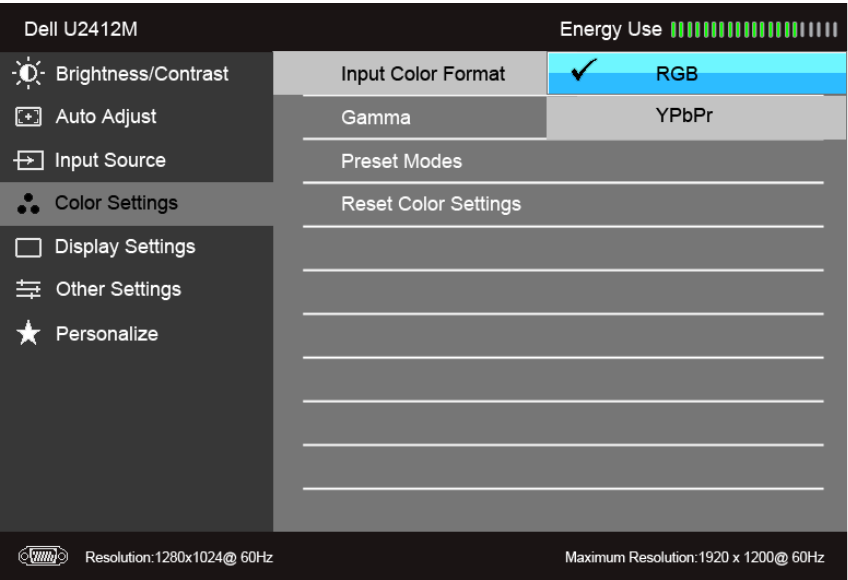 Dell U2412M
Energy Use
Brightness/Contrast
Auto Adjust
Input Source
Color Settings
Display Settings
Other Settings
Personalize
Input Color Format
Gamma
Preset Modes
Reset Color Settings
RGB
YPbPr
Resolution:1280x1024@ 60Hz
Maximum Resolution:1920 x 1200@ 60Hz